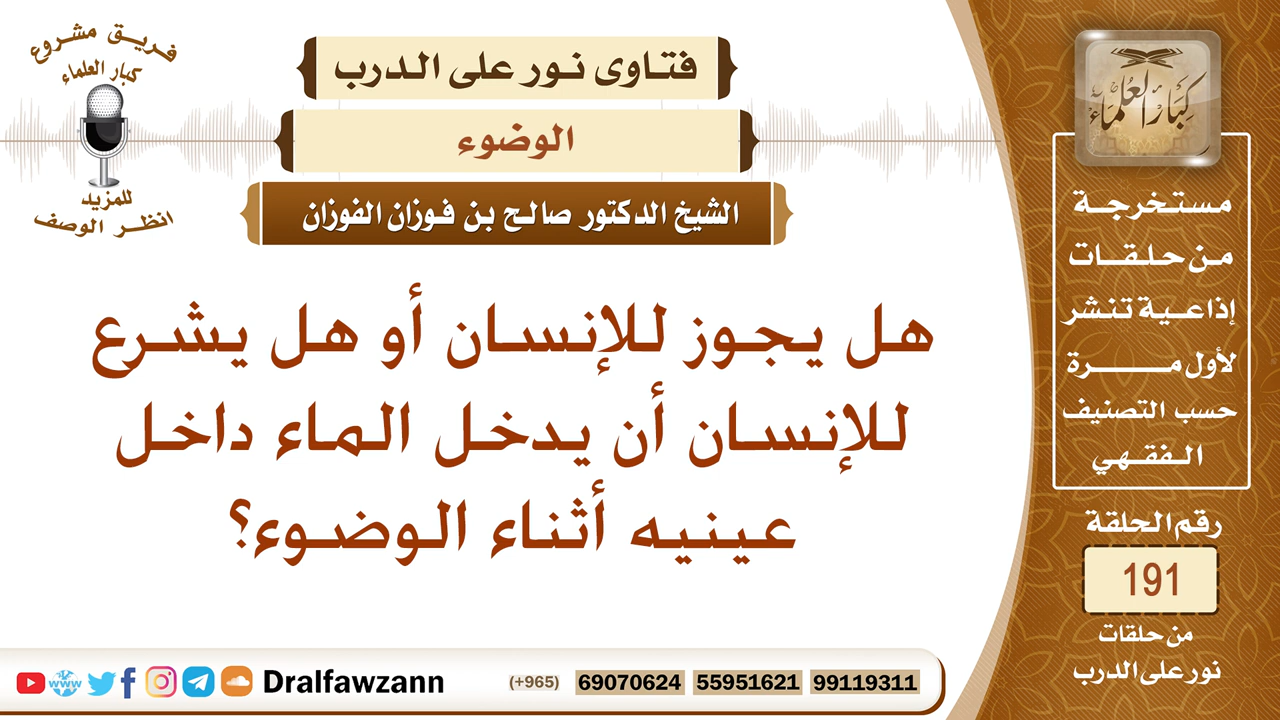 فريق مشروع
كبار العلماء
للمزيد
انظر الوصف
فتاوى نور على الدرب
الوضوء
الشيخ الدكتور صالح بن فوزان الفوزان
هل يجوز للإنسان أو هل يشرع
للإنسان أن يدخل الماء داخل
عينيه أثناء الوضوء؟
كبار العلماء
مستخرجة
من حلقات
إذاعية تنشر
لأول مرة
حسب التصنيف
الفقهي
رقم الحلقة
191
من حلقات
نور على الدرب
www
Dralfawzann
(+965) 69070624 55951621 99119311